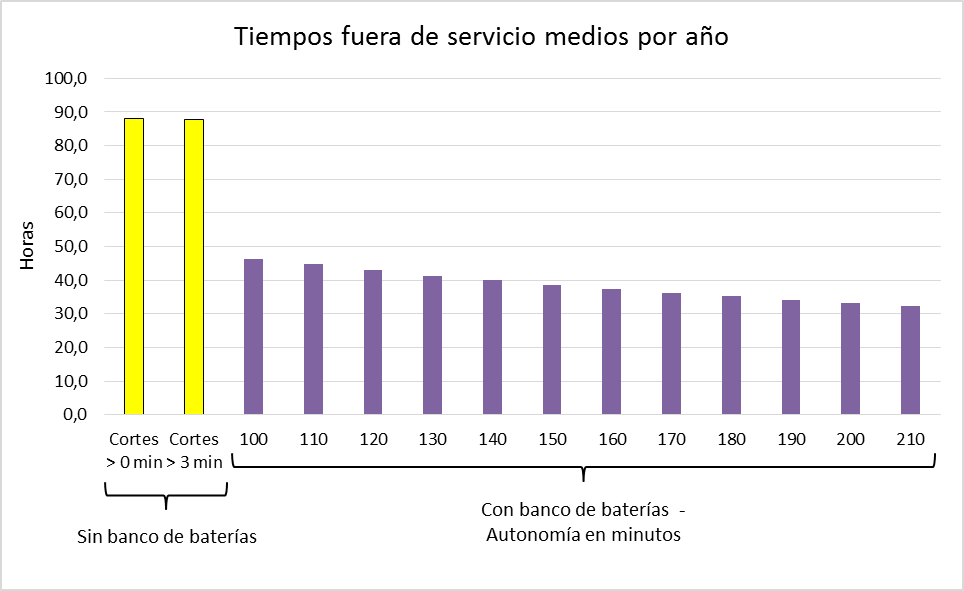 Tiempos fuera de servicio medios por año
Horas
100,0
90,0
80,0
70,0
60,0
50,0
40,0
30,0
20,0
10,0
0,0
Cortes Cortes 100 110 120 130 140 150 160 170 180 190 200 210
> 0 min > 3 min
Sin banco de baterías
Con banco de baterías -
Autonomía en minutos